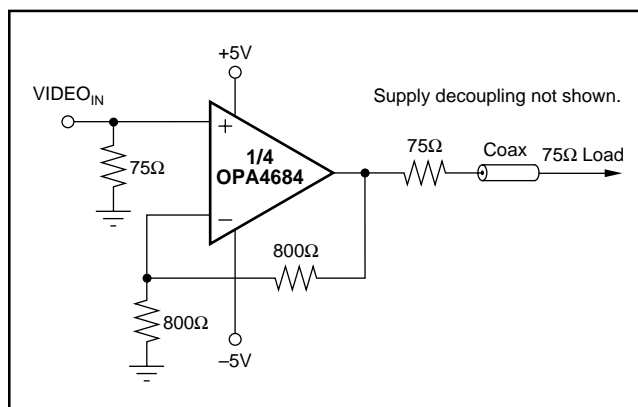 +5V
VIDEO_IN
Supply decoupling not shown.
+
75Ω
1/4
OPA4684
–
75Ω
Coax
75Ω Load
800Ω
800Ω
–5V